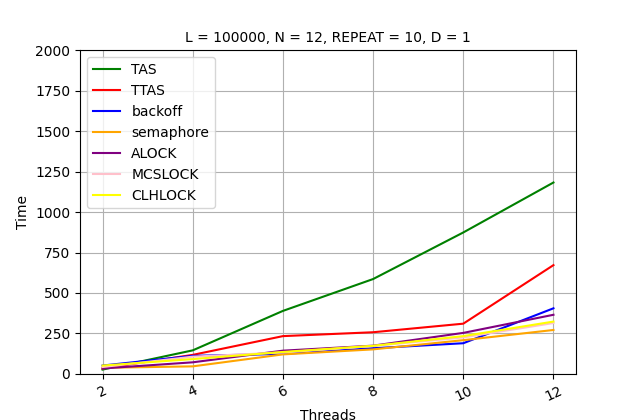 L = 100000, N = 12, REPEAT = 10, D = 1
2000
1750
1500
1250
1000
750
500
250
0
Time
TAS
TTAS
backoff
semaphore
ALOCK
MCSLOCK
CLHLOCK
2
4
6
8
10
12
Threads